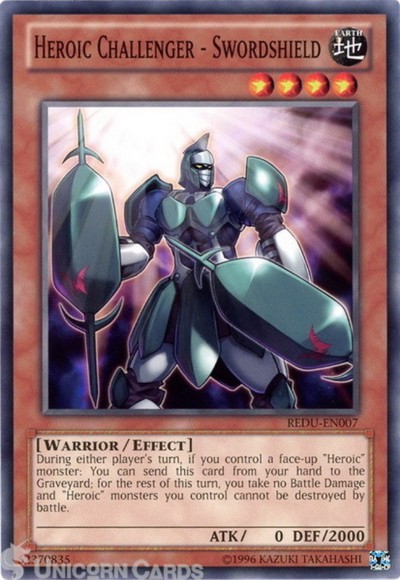 HEROIC CHALLENGER - SWORDSHIELD
EARTH
地
REDU-EN007
[WARRIOR / EFFECT]
During either player's turn, if you control a face-up "Heroic"
monster: You can send this card from your hand to the
Graveyard; for the rest of this turn, you take no Battle Damage
and "Heroic" monsters you control cannot be destroyed by
battle.
ATK/ 0 DEF/2000
©1996 KAZUKI TAKAHASHI
UNICORN CARDS